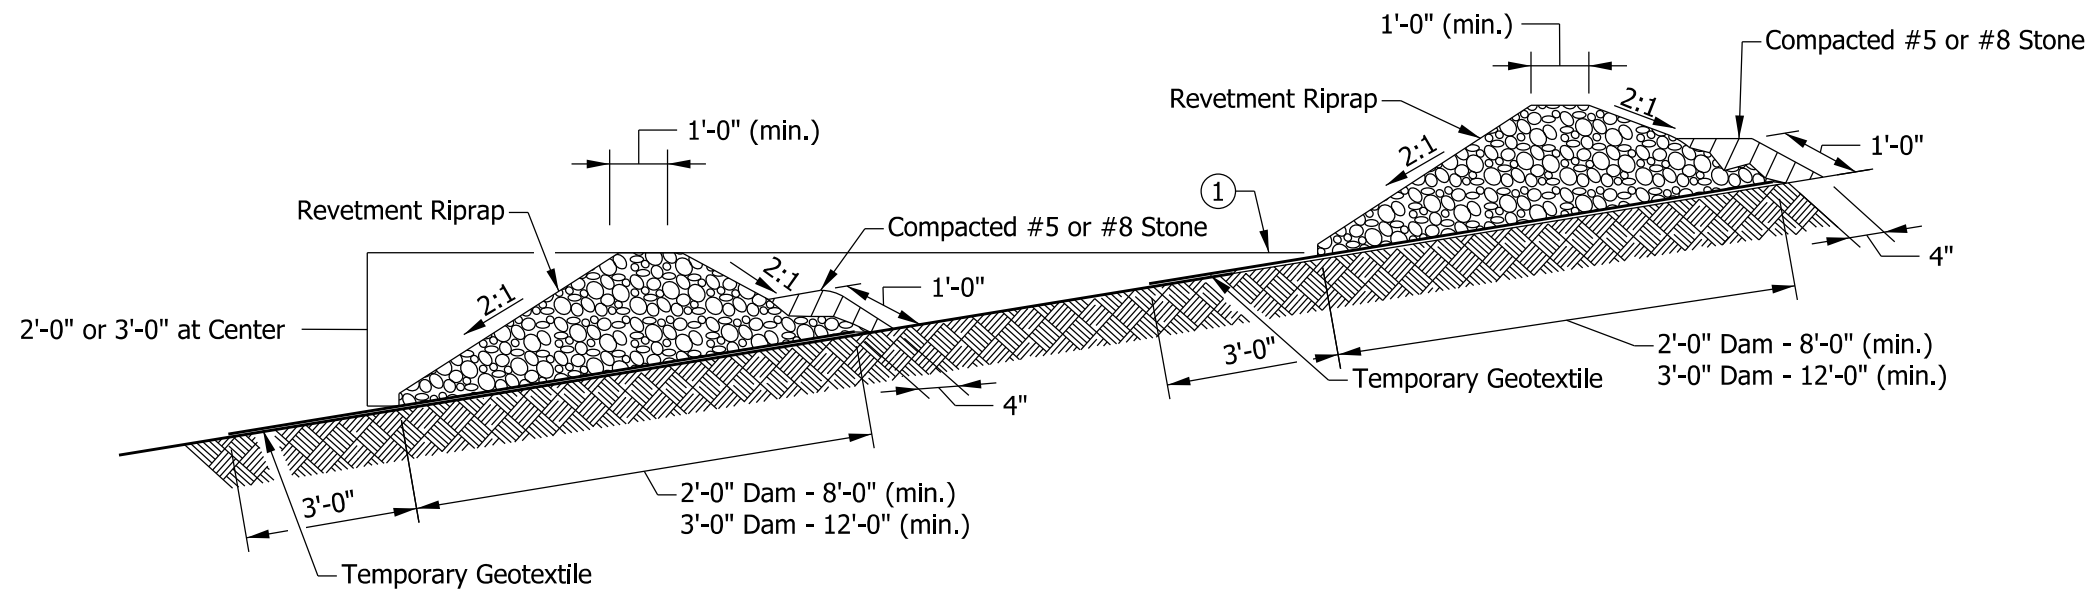 1'-0" (min.)
Compacted #5 or #8 Stone
Revetment Riprap
2:1
2:1
1'-0"
1'-0" (min.)
1
Revetment Riprap
Compacted #5 or #8 Stone
2:1
2:1
1'-0"
4"
2'-0" or 3'-0" at Center
3'-0"
2'-0" Dam - 8'-0" (min.)
3'-0" Dam - 12'-0" (min.)
Temporary Geotextile
4"
3'-0"
2'-0" Dam - 8'-0" (min.)
3'-0" Dam - 12'-0" (min.)
Temporary Geotextile